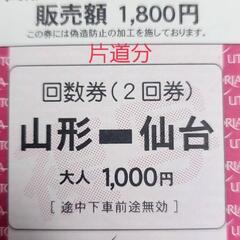 販売額 1,800円
この券には偽造防止の加工を施しております。
片道分
回数券(2回券)
山形━仙台
大人 1,000円
[ 途中下車前途無効 ]